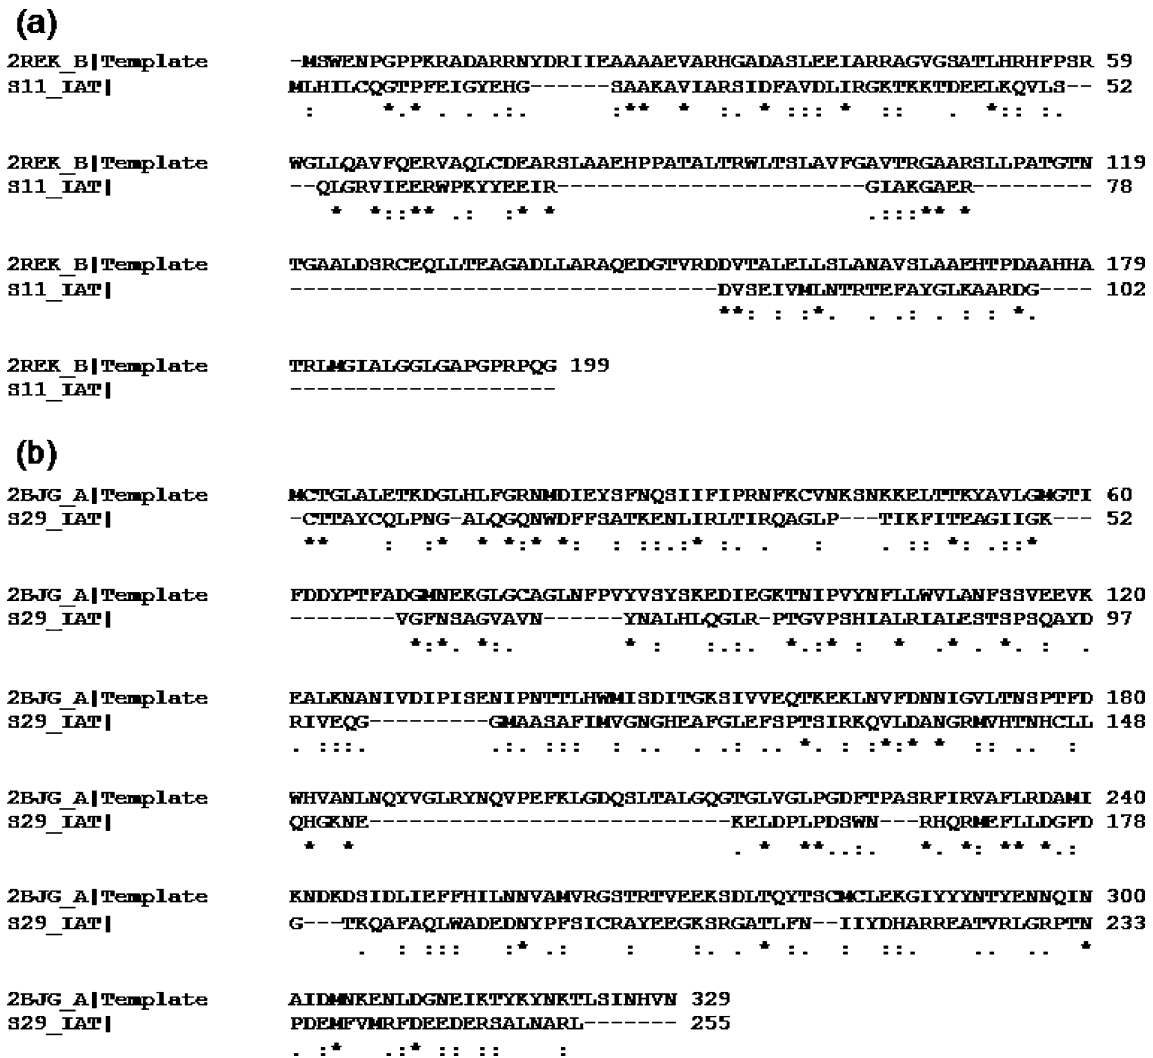 (a)
2REK_B|Template -MSWENPGPPKRADARRNYDRIIEAAAAEVARHGADASLEEIARRAGVGSATLHRHFPSR 59
S11_IAT| MLHILCQGTPFEIGYEHG------SAAKAVIARSIDFAVDLIRGKTKKTDEELKQVLS-- 52
: *.* . . .:. :** * . * ::: * :: . *:: :.
2REK_B|Template WGLLQAVFQERVAQLCDEARSLAAEHPPATALTRWLTSLAVFGAVTRGAARSLLPATGTN 119
S11_IAT| --QLGRVIEERWPKYYEEIR-----------------------GIAKGAER--------- 78
* *::** .: :* * .:::** *
2REK_B|Template TGAALDSRCEQLLTEAGADLLARAQEDGTVRDDVTALELLSLANAVSLAAEHTPDAAHHA 179
S11_IAT| --------------------------------DVSEIVMLNTRTEFAYGLKAARDG---- 102
**: : :*. . .: . : : *.
2REK_B|Template TRLMGIALGGLGAPGPRPQG 199
S11_IAT| --------------------
(b)
2BJG_A|Template MCTGLALETKDGLHLFGRNMDIEYSFNQSIIFIPRNFKCVNKSNKKELTTKYAVLGMGTI 60
S29_IAT| -CTTAYCQLPNG-ALQGQNWDFFSATKENLIRLTIRQAGLP---TIKFITEAGIIGK--- 52
** : :* * *:* *: : ::.:* :. . : . :: *: .::*
2BJG_A|Template FDDYPTFADGMNEKGLGCAGLNFPVYVSYSKEDIEGKTNIPVYNFLLWVLANFSSVEEVK 120
S29_IAT| --------VGFNSAGVAVN------YNALHLQGLR-PTGVPSHIALRIALESTSPSQAYD 97
*:*. *:. * : :.:. *.:* : * .* . *. : .
2BJG_A|Template EALKNANIVDIPISENIPNTTLHWMISDITGKSIVVEQTKEKLNVFDNNIGVLTNSPTFD 180
S29_IAT| RIVEQG---------GMAASAFIMVGNGHEAFGLEFSPTSIRKQVLDANGRMVHTNHCLL 148
. :::. .:. ::: : .. . .: .. *. : :*:* * :: .. :
2BJG_A|Template WHVANLNQYVGLRYNQVPEFKLGDQSLTALGQGTGLVGLPGDFTPASRFIRVAFLRDAMI 240
S29_IAT| QHGKNE---------------------------KELDPLPDSWN---RHQRMEFLLDGFD 178
* * . * **..:. *. *: ** *.:
2BJG_A|Template KNDKDSIDLIEFFHILNNVAMVRGSTRTVEEKSDLTQYTSCMCLEKGIYYYNTYENNQIN 300
S29_IAT| G---TKQAFAQLWADEDNYPFSICRAYEEGKSRGATLFN--IIYDHARREATVRLGRPTN 233
. : ::: :* .: : :. . * :. : ::. .. . . *
2BJG_A|Template AIDMNKENLDGNEIKTYKYNKTLSINHVN 329
S29_IAT| PDEMFVMRFDEEDERSALNARL------- 255
. :* .:* :: :: :